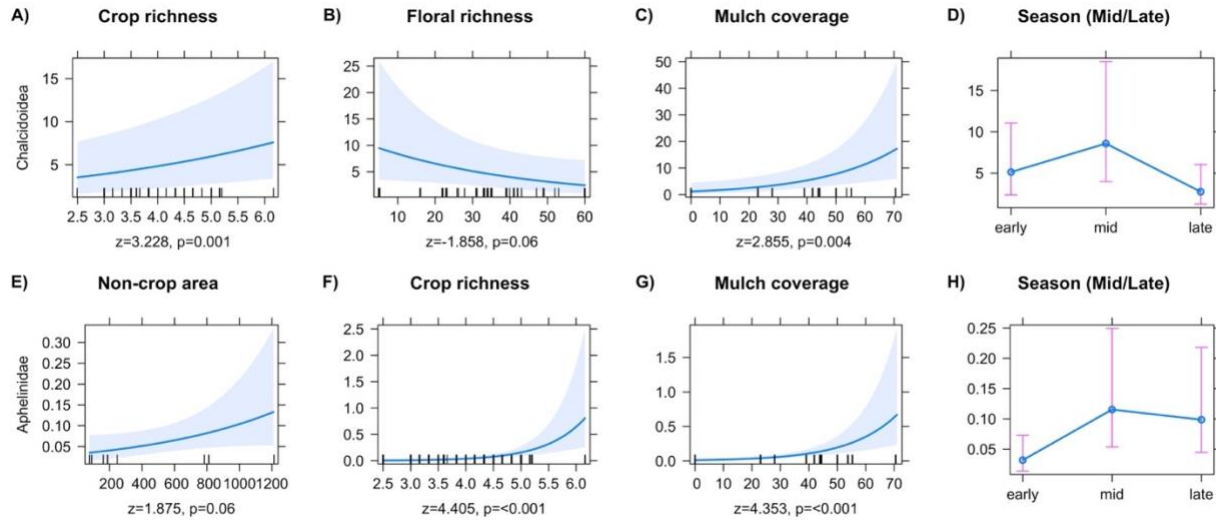 A) Crop richness
B) Floral richness
C) Mulch coverage
D) Season (Mid/Late)
Chalcidoidea
15
10
5
2.5 3.0 3.5 4.0 4.5 5.0 5.5 6.0
z=3.228, p=0.001
25
20
15
10
5
10 20 30 40 50 60
z=-1.858, p=0.06
50
40
30
20
10
0
0 10 20 30 40 50 60 70
z=2.855, p=0.004
15
10
5
early mid late
E) Non-crop area
F) Crop richness
G) Mulch coverage
H) Season (Mid/Late)
Aphelinidae
0.30
0.25
0.20
0.15
0.10
0.05
200 400 600 800 1000 1200
z=1.875, p=0.06
2.5
2.0
1.5
1.0
0.5
0.0
2.5 3.0 3.5 4.0 4.5 5.0 5.5 6.0
z=4.405, p=<0.001
1.5
1.0
0.5
0.0
0 10 20 30 40 50 60 70
z=4.353, p=<0.001
0.25
0.20
0.15
0.10
0.05
early mid late